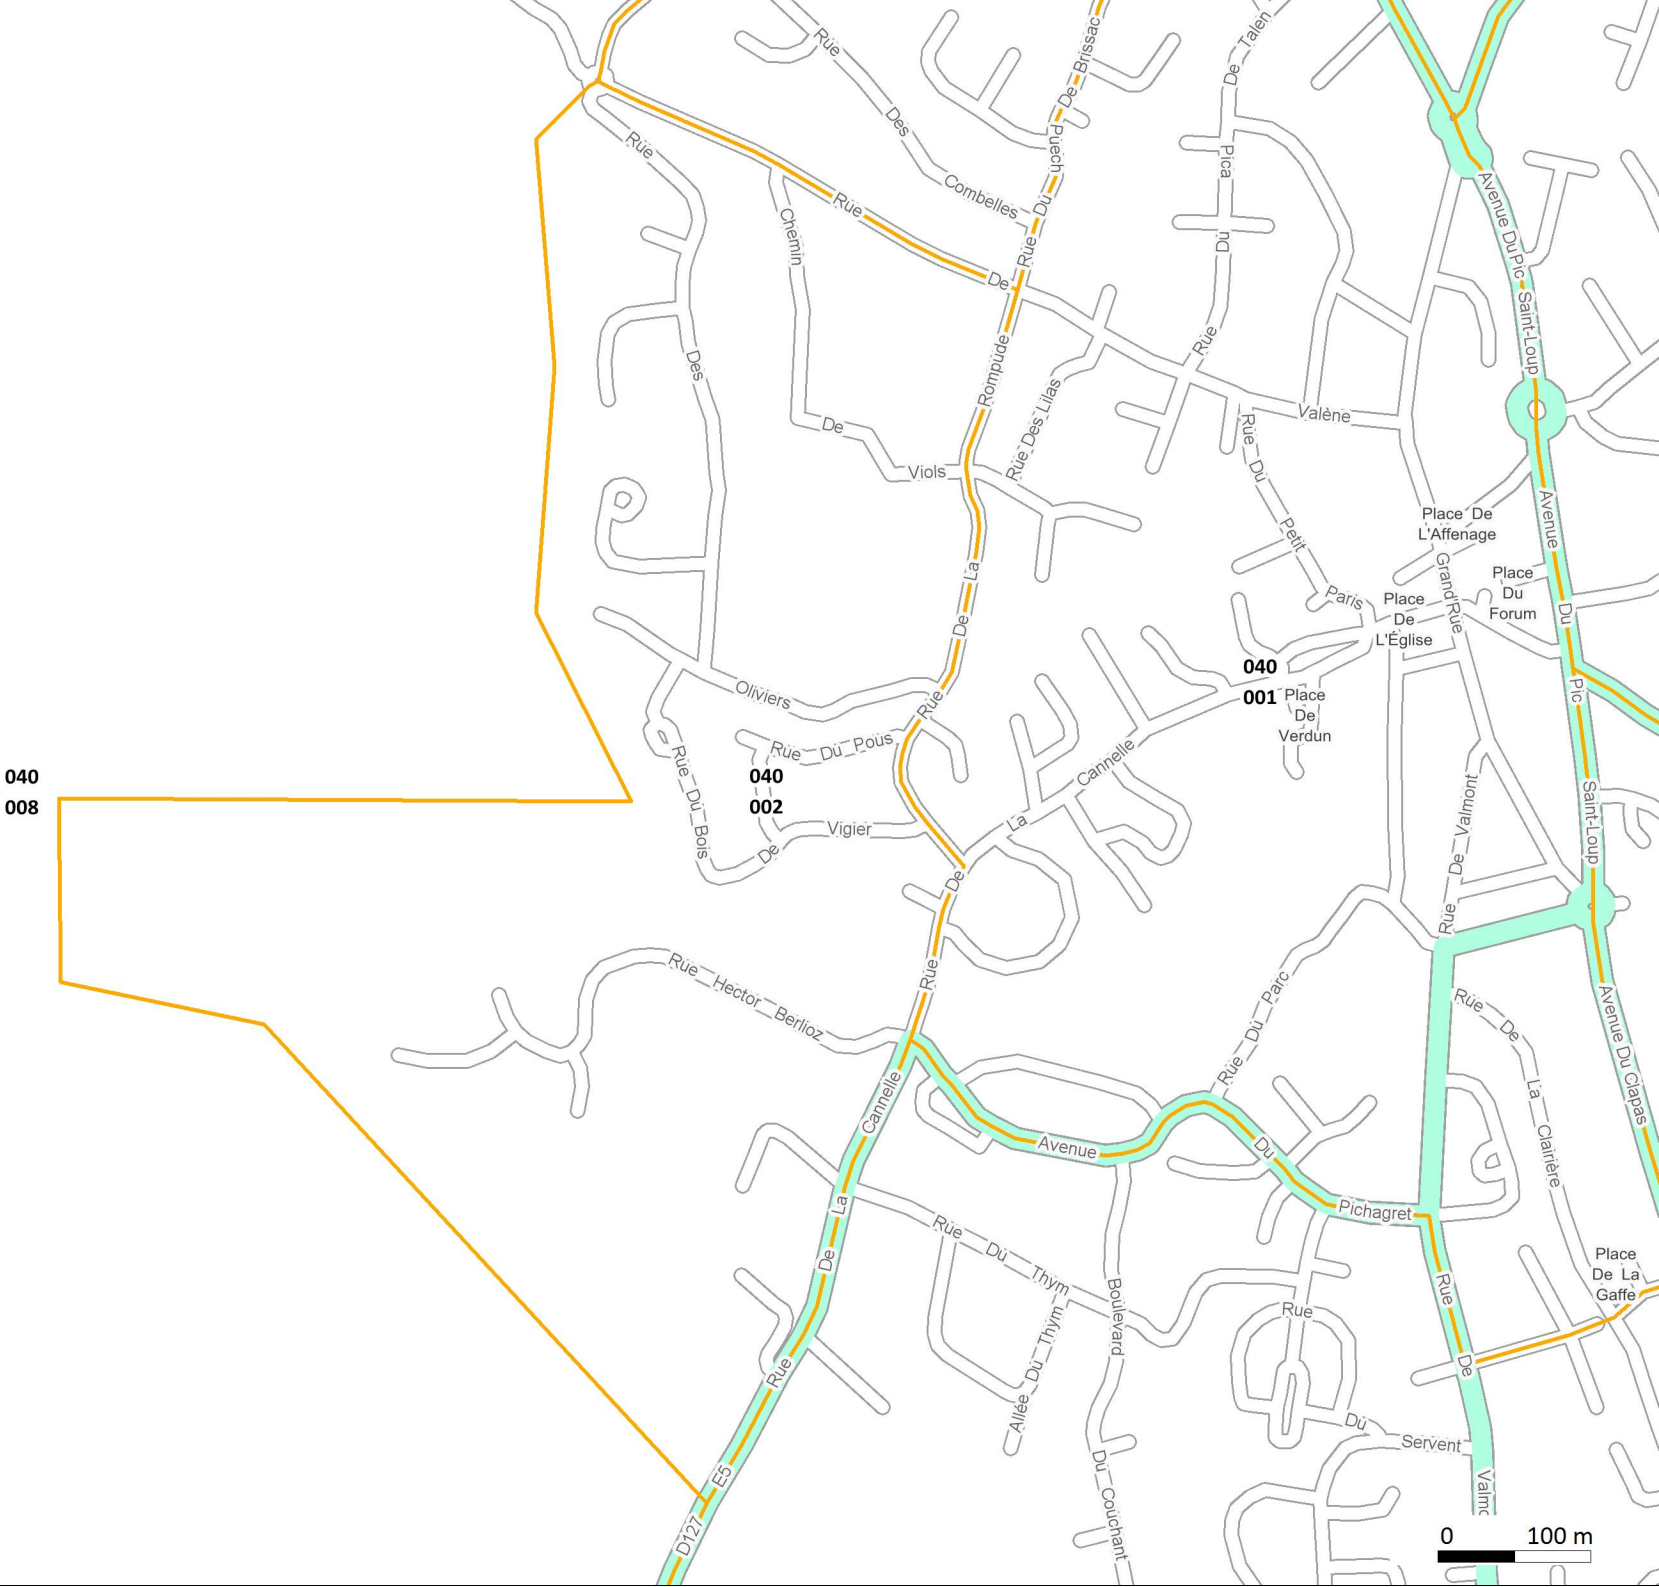 Rue Des Combelles
Rue Du Puech De Brissac
Rue Du Pica De Talen
Avenue Du Pic Saint-Loup
Rue Des Oliviers
Chemin De Viols
Rue De Valène
Rue De La Rompude
Rue Des Lilas
Rue Du Petit Paris
Place De
L'Affenage
Grand'Rue
Place
Du
Forum
Place
De
L'Église
040
001
Place
De
Verdun
Avenue Du Pic Saint-Loup
Rue Du Pous
Rue Du Bois De Vigier
040
002
040
008
Rue De La Cannelle
Rue De Valmont
Rue Hector Berlioz
Rue Du Parc
Rue De La Clairière
Avenue Du Clapas
Avenue Du Pichagret
Rue De La Cannelle
Rue Du Thym
Allée Du Thym
Boulevard Du Couchant
Rue Du Servent
Place
De La
Gaffe
Rue De Valmo
D127 E5
0 100 m